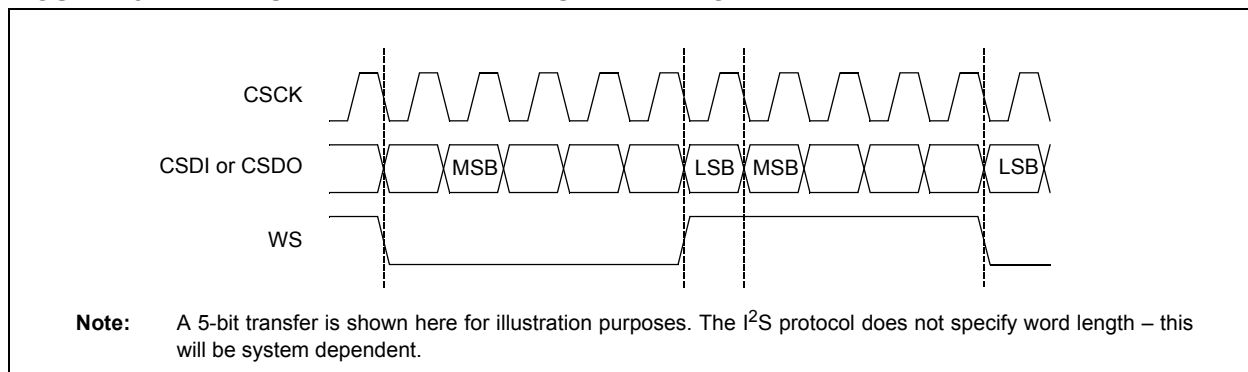 CSCK
CSDI or CSDO
MSB
LSB
MSB
LSB
WS
Note: A 5-bit transfer is shown here for illustration purposes. The I²S protocol does not specify word length – this
will be system dependent.